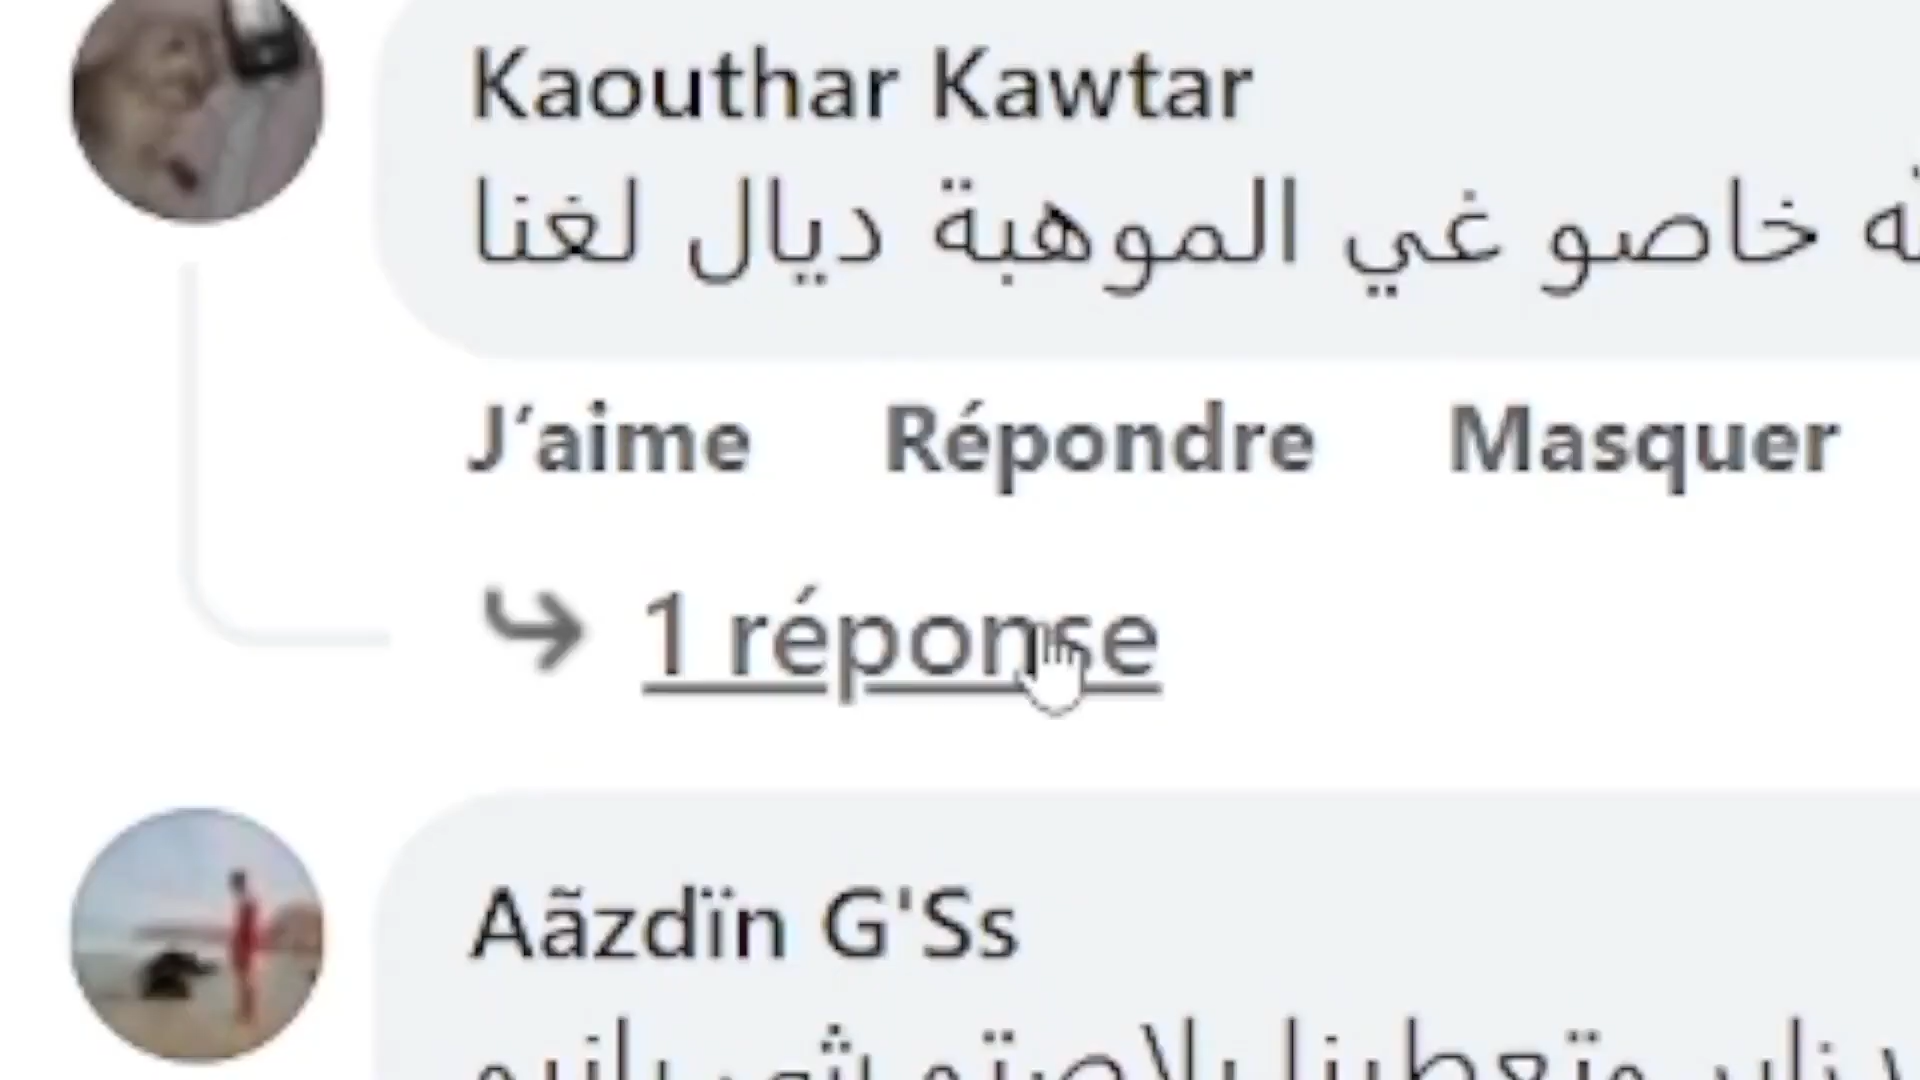 Kaouthar Kawtar
خاصو غي الموهبة ديال لغنا
J'aime Répondre Masquer
1 réponse
Aãzdïn G'Ss